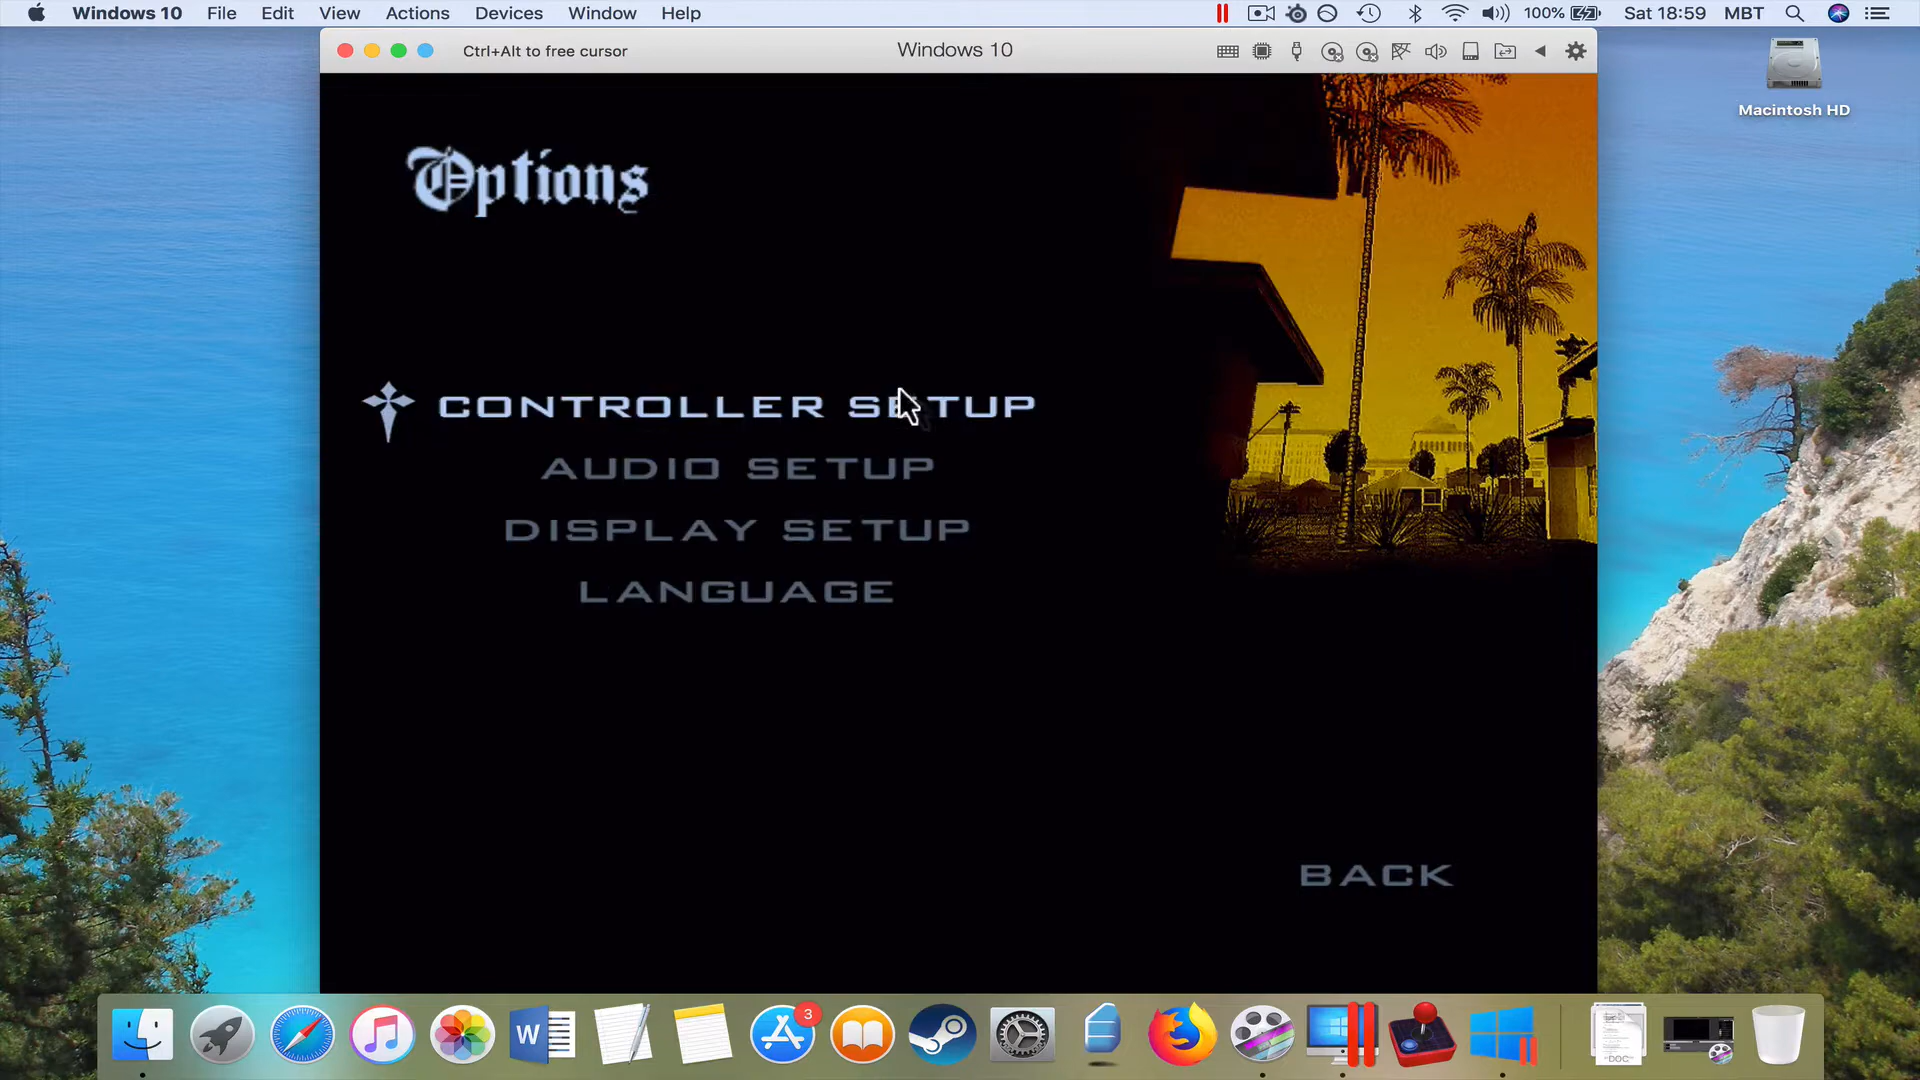 Windows 10 File Edit View Actions Devices Window Help 100% Sat 18:59 MBT
Ctrl+Alt to free cursor Windows 10
Macintosh HD
Options
CONTROLLER SETUP
AUDIO SETUP
DISPLAY SETUP
LANGUAGE
BACK
W
3
DOC